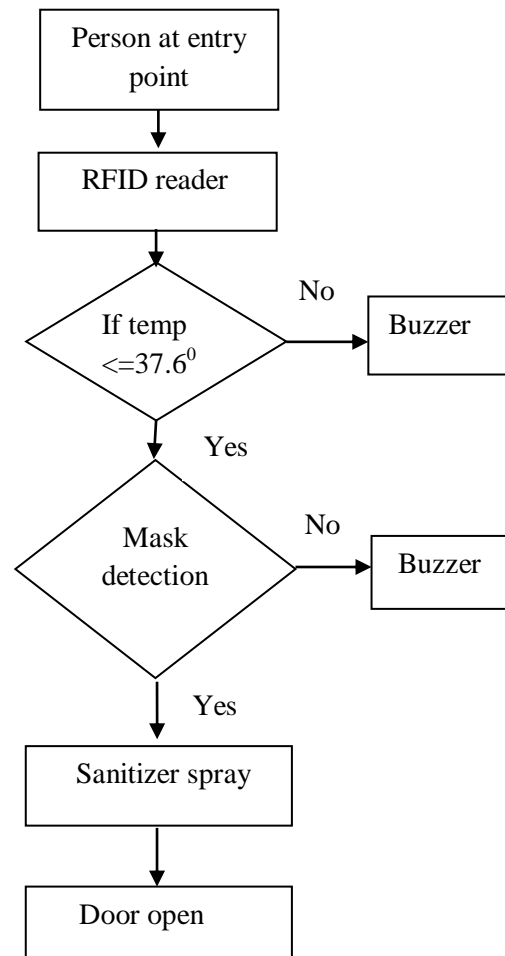 Person at entry
point
RFID reader
If temp
<=37.6⁰
No
Buzzer
Yes
Mask
detection
No
Buzzer
Yes
Sanitizer spray
Door open